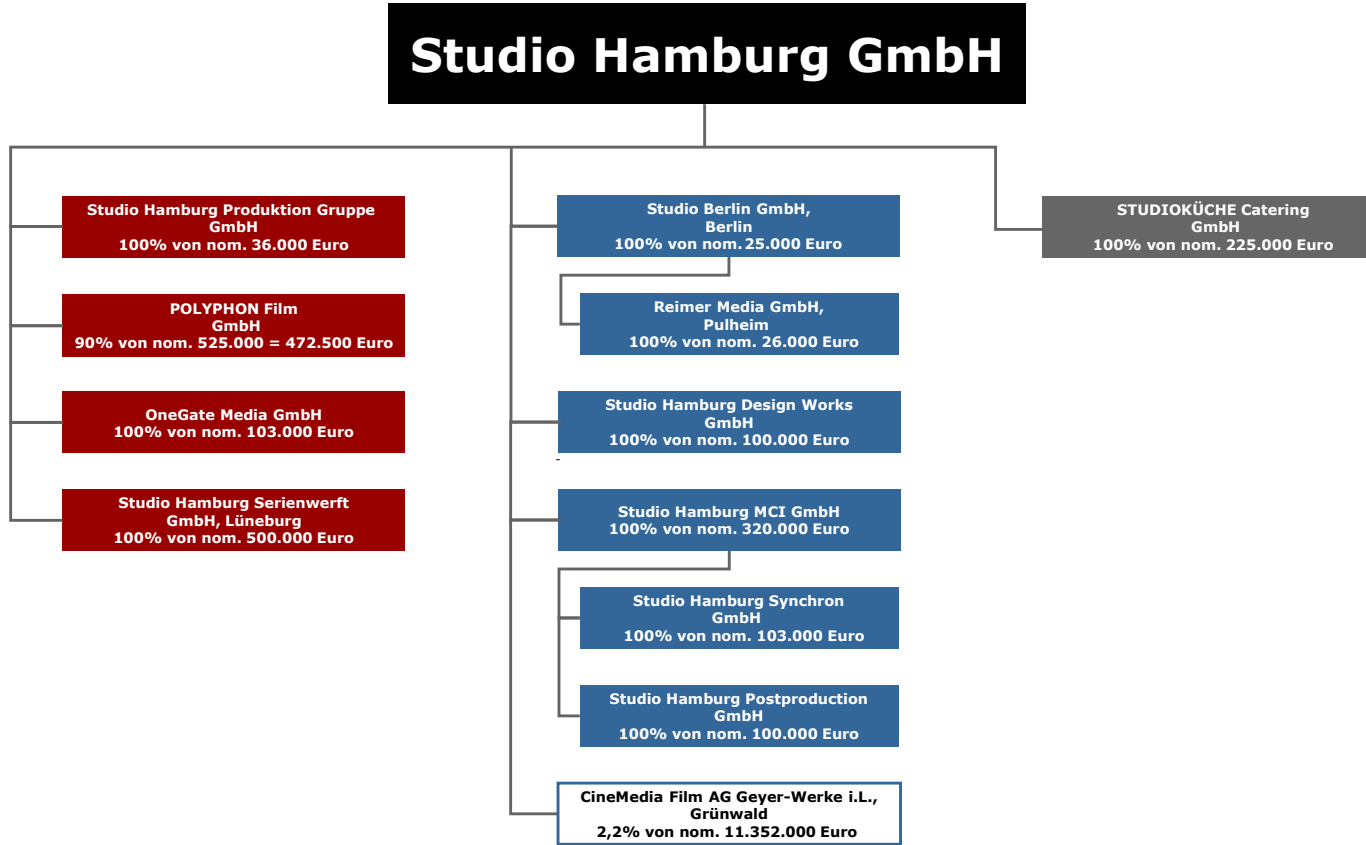 Studio Hamburg GmbH
Studio Hamburg Produktion Gruppe
GmbH
100% von nom. 36.000 Euro
POLYPHON Film
GmbH
90% von nom. 525.000 = 472.500 Euro
OneGate Media GmbH
100% von nom. 103.000 Euro
Studio Hamburg Serienwerft
GmbH, Lüneburg
100% von nom. 500.000 Euro
Studio Berlin GmbH,
Berlin
100% von nom. 25.000 Euro
Reimer Media GmbH,
Pulheim
100% von nom. 26.000 Euro
Studio Hamburg Design Works
GmbH
100% von nom. 100.000 Euro
-
Studio Hamburg MCI GmbH
100% von nom. 320.000 Euro
Studio Hamburg Synchron
GmbH
100% von nom. 103.000 Euro
Studio Hamburg Postproduction
GmbH
100% von nom. 100.000 Euro
CineMedia Film AG Geyer-Werke i.L.,
Grünwald
2,2% von nom. 11.352.000 Euro
STUDIOKÜCHE Catering
GmbH
100% von nom. 225.000 Euro